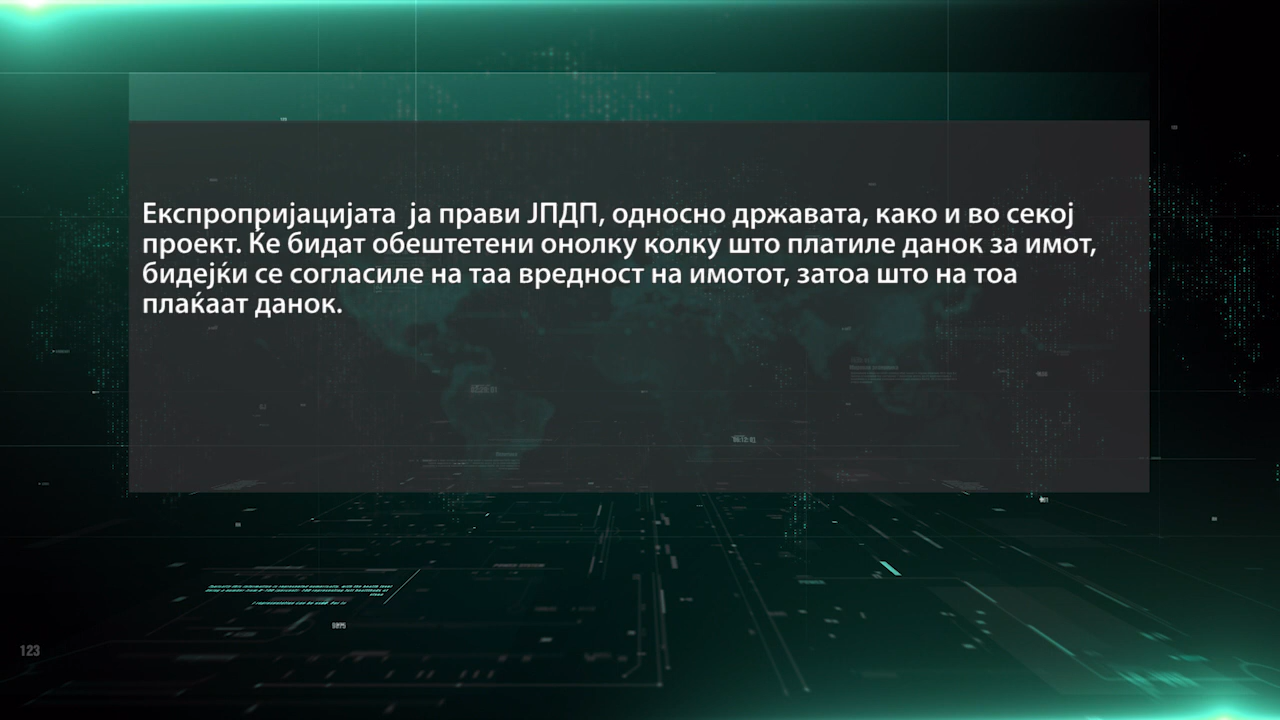 Експропријацијата  ја прави ЈПДП, односно државата, како и во секој
проект. Ќе бидат обештетени онолку колку што платиле данок за имот,
бидејќи се согласиле на таа вредност на имотот, затоа што на тоа
плаќаат данок.
123